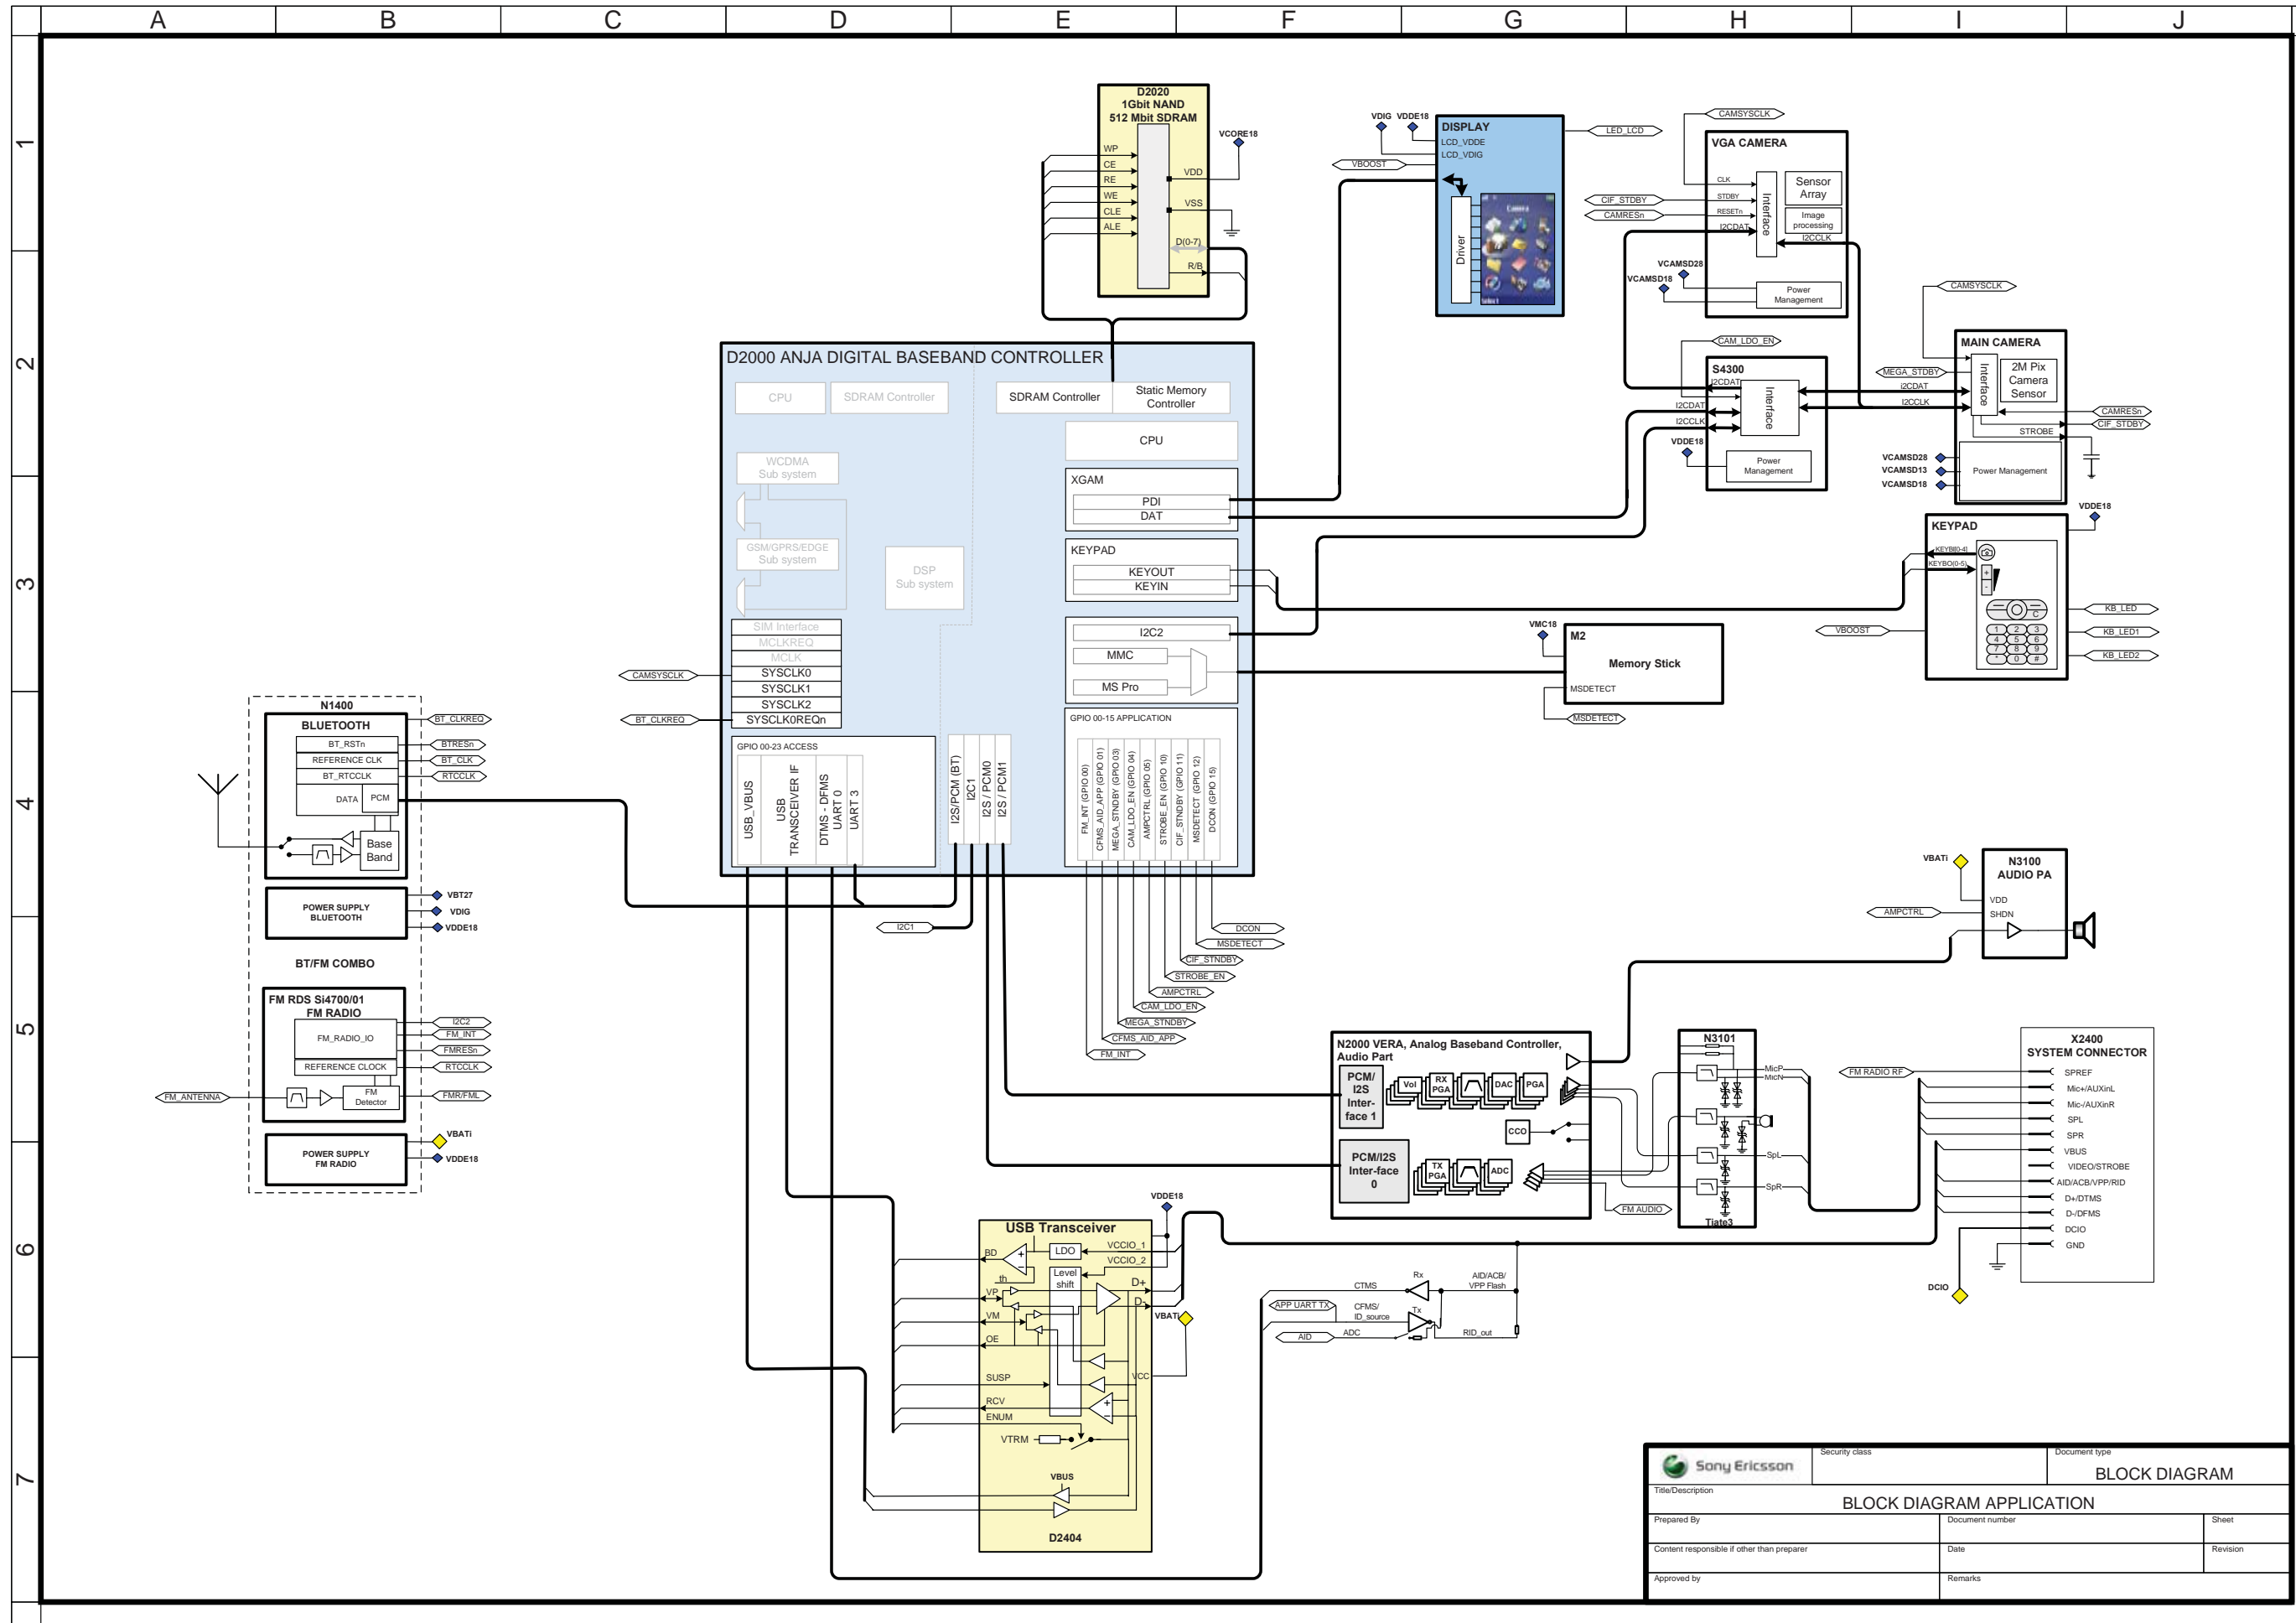 A B C D E F G H I J
1
2
3
4
5
6
7
D2020
1Gbit NAND
512 Mbit SDRAM
WP
CE
RE
WE
CLE
ALE
VDD
VSS
D(0-7)
R/B
VCORE18
VDIG VDDE18
DISPLAY
LCD_VDDE
LCD_VDIG
VBOOST
LED_LCD
Driver
Camera
Select
CAMSYSCLK
VGA CAMERA
CLK
STDBY
RESETn
I2CDAT
Interface
Sensor
Array
Image
processing
I2CCLK
CIF_STDBY
CAMRESn
VCAMSD28
VCAMSD18
Power
Management
CAM_LDO_EN
S4300
I2CDAT
I2CDAT
I2CCLK
Interface
VDDE18
Power
Management
CAMSYSCLK
MAIN CAMERA
MEGA_STDBY
Interface
2M Pix
Camera
Sensor
I2CDAT
I2CCLK
CAMRESn
CIF_STDBY
STROBE
VCAMSD28
VCAMSD13
VCAMSD18
Power Management
VDDE18
KEYPAD
KEYBI(0-4)
KEYBO(0-5)
+
-
C
1 2 3
4 5 6
7 8 9
* 0 #
VBOOST
KB_LED
KB_LED1
KB_LED2
D2000 ANJA DIGITAL BASEBAND CONTROLLER
CPU
SDRAM Controller
SDRAM Controller
Static Memory
Controller
CPU
WCDMA
Sub system
GSM/GPRS/EDGE
Sub system
DSP
Sub system
XGAM
PDI
DAT
KEYPAD
KEYOUT
KEYIN
I2C2
MMC
MS Pro
SIM Interface
MCLKREQ
MCLK
SYSCLK0
SYSCLK1
SYSCLK2
SYSCLK0REQn
CAMSYSCLK
BT_CLKREQ
GPIO 00-23 ACCESS
USB_VBUS
USB
TRANSCEIVER IF
DTMS - DFMS
UART 0
UART 3
I2S/PCM (BT)
I2C1
I2S / PCM0
I2S / PCM1
GPIO 00-15 APPLICATION
FM_INT (GPIO 00)
CFMS_AID_APP (GPIO 01)
MEGA_STNDBY (GPIO 03)
CAM_LDO_EN (GPIO 04)
AMPCTRL (GPIO 05)
STROBE_EN (GPIO 10)
CIF_STNDBY (GPIO 11)
MSDETECT (GPIO 12)
DCON (GPIO 15)
I2C1
DCON
MSDETECT
CIF_STNDBY
STROBE_EN
AMPCTRL
CAM_LDO_EN
MEGA_STNDBY
CFMS_AID_APP
FM_INT
VMC18
M2
Memory Stick
MSDETECT
MSDETECT
N1400
BLUETOOTH
BT_RSTn
REFERENCE CLK
BT_RTCCLK
DATA
PCM
Base
Band
BT_CLKREQ
BTRESn
BT_CLK
RTCCLK
POWER SUPPLY
BLUETOOTH
VBT27
VDIG
VDDE18
BT/FM COMBO
FM RDS Si4700/01
FM RADIO
FM_RADIO_IO
REFERENCE CLOCK
FM
Detector
I2C2
FM_INT
FMRESn
RTCCLK
FMR/FML
FM_ANTENNA
POWER SUPPLY
FM RADIO
VBATi
VDDE18
VBATi
N3100
AUDIO PA
VDD
SHDN
AMPCTRL
N2000 VERA, Analog Baseband Controller,
Audio Part
PCM/
I2S
Inter-
face 1
Vol
RX
PGA
DAC
PGA
CCO
PCM/I2S
Inter-face
0
TX
PGA
ADC
FM AUDIO
N3101
MicP
MicN
SpL
SpR
Tiate3
X2400
SYSTEM CONNECTOR
FM RADIO RF
SPREF
Mic+/AUXinL
Mic-/AUXinR
SPL
SPR
VBUS
VIDEO/STROBE
AID/ACB/VPP/RID
D+/DTMS
D-/DFMS
DCIO
GND
DCIO
USB Transceiver
VDDE18
BD
LDO
VCCIO_1
VCCIO_2
th
Level
shift
D+
D-
VP
VM
OE
VBATi
VCC
SUSP
RCV
ENUM
VTRM
VBUS
D2404
CTMS
Rx
AID/ACB/
VPP Flash
APP UART TX
CFMS/
ID_source
Tx
AID
ADC
RID_out
Sony Ericsson
Security class
Document type
BLOCK DIAGRAM
Title/Description
BLOCK DIAGRAM APPLICATION
Prepared By
Document number
Sheet
Content responsible if other than preparer
Date
Revision
Approved by
Remarks